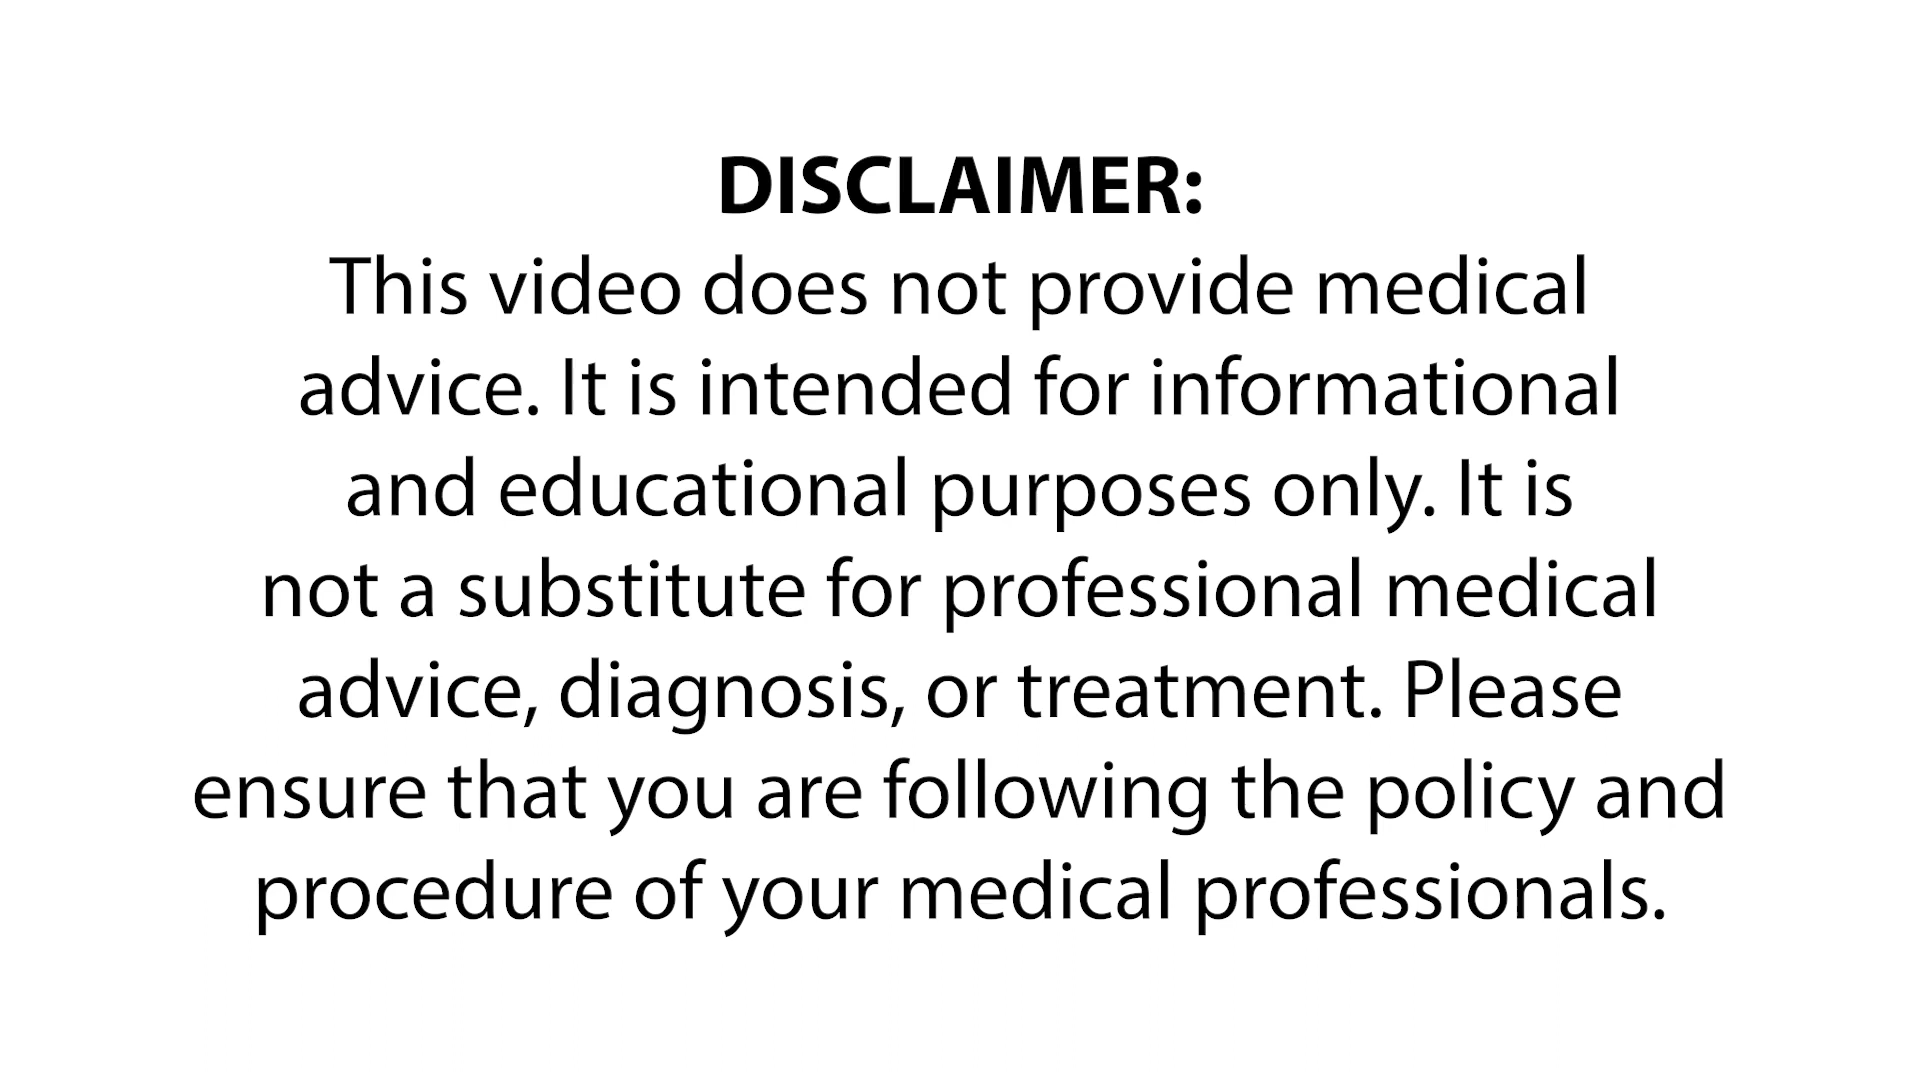 DISCLAIMER:
This video does not provide medical
advice. It is intended for informational
and educational purposes only. It is
not a substitute for professional medical
advice, diagnosis, or treatment. Please
ensure that you are following the policy and
procedure of your medical professionals.